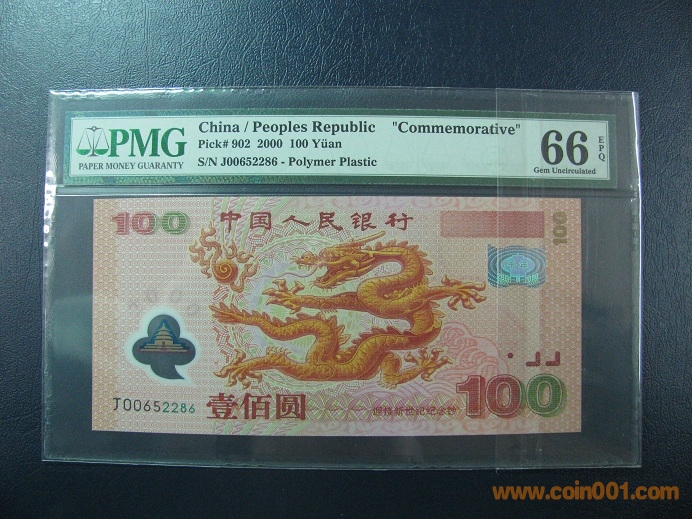 PMG
PAPER MONEY GUARANTY
China / Peoples Republic "Commemorative"
Pick# 902 2000 100 Yüan
S/N J00652286 - Polymer Plastic
66 EPQ
Gem Uncirculated
100
中国人民银行
100
J00652286
壹佰圆
迎接新世纪纪念钞
100
www.coin001.com